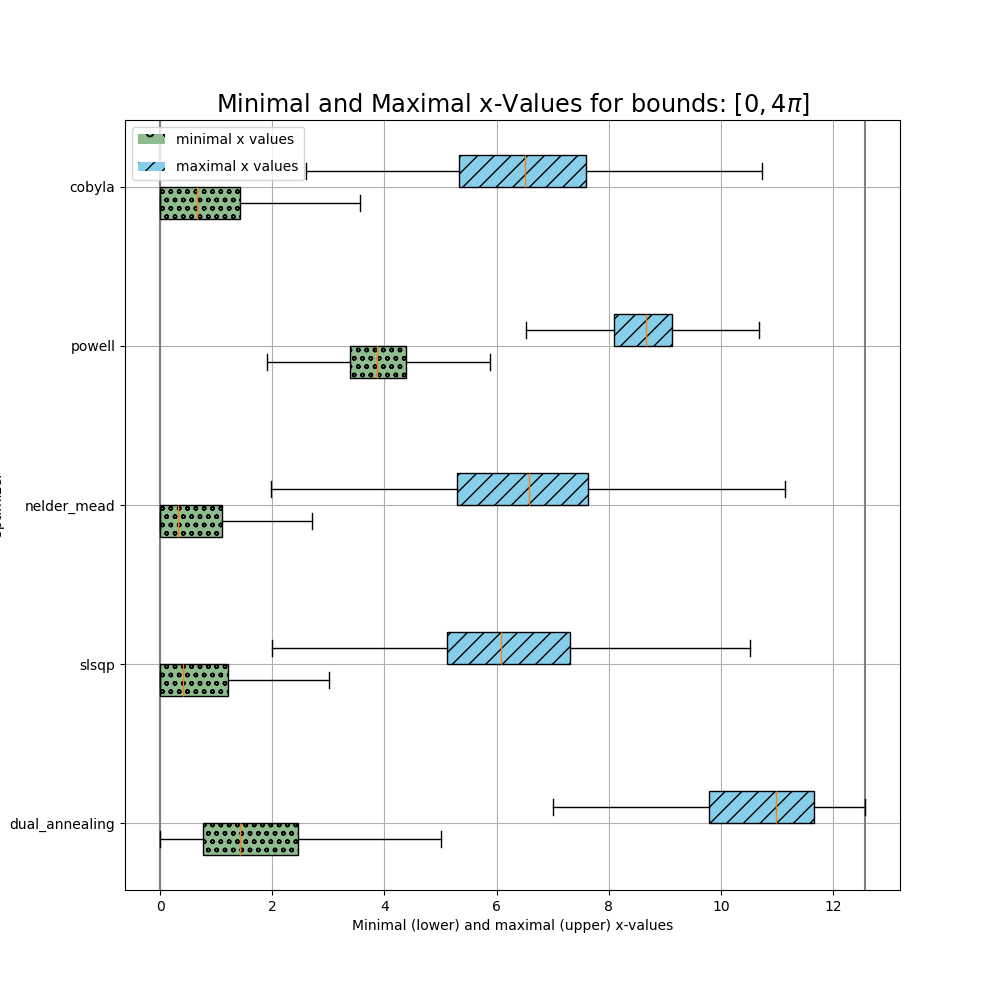 Minimal and Maximal x-Values for bounds: [0, 4π]
minimal x values
maximal x values
cobyla
powell
nelder_mead
slsqp
dual_annealing
0 2 4 6 8 10 12
Minimal (lower) and maximal (upper) x-values